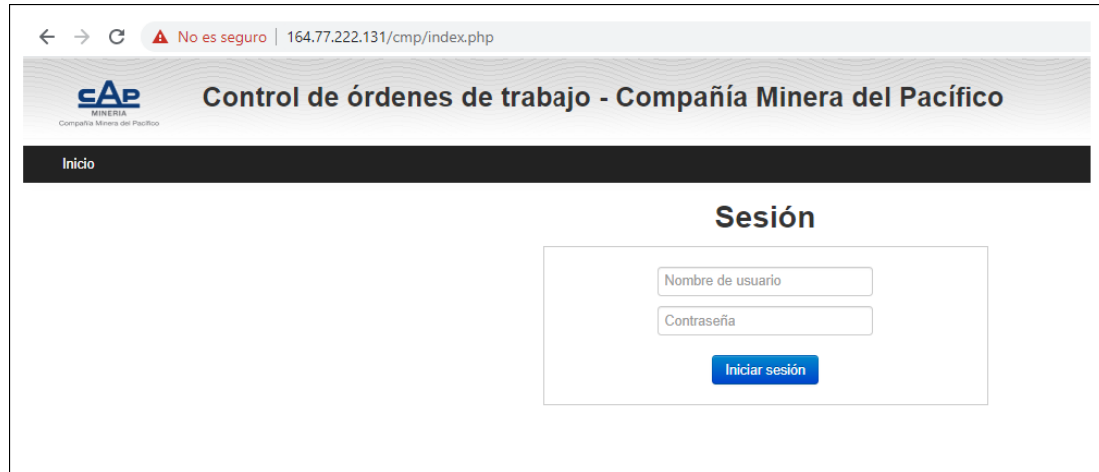 No es seguro | 164.77.222.131/cmp/index.php
CAP
MINERIA
Compañía Minera del Pacífico
Control de órdenes de trabajo - Compañía Minera del Pacífico
Inicio
Sesión
Nombre de usuario
Contraseña
Iniciar sesión